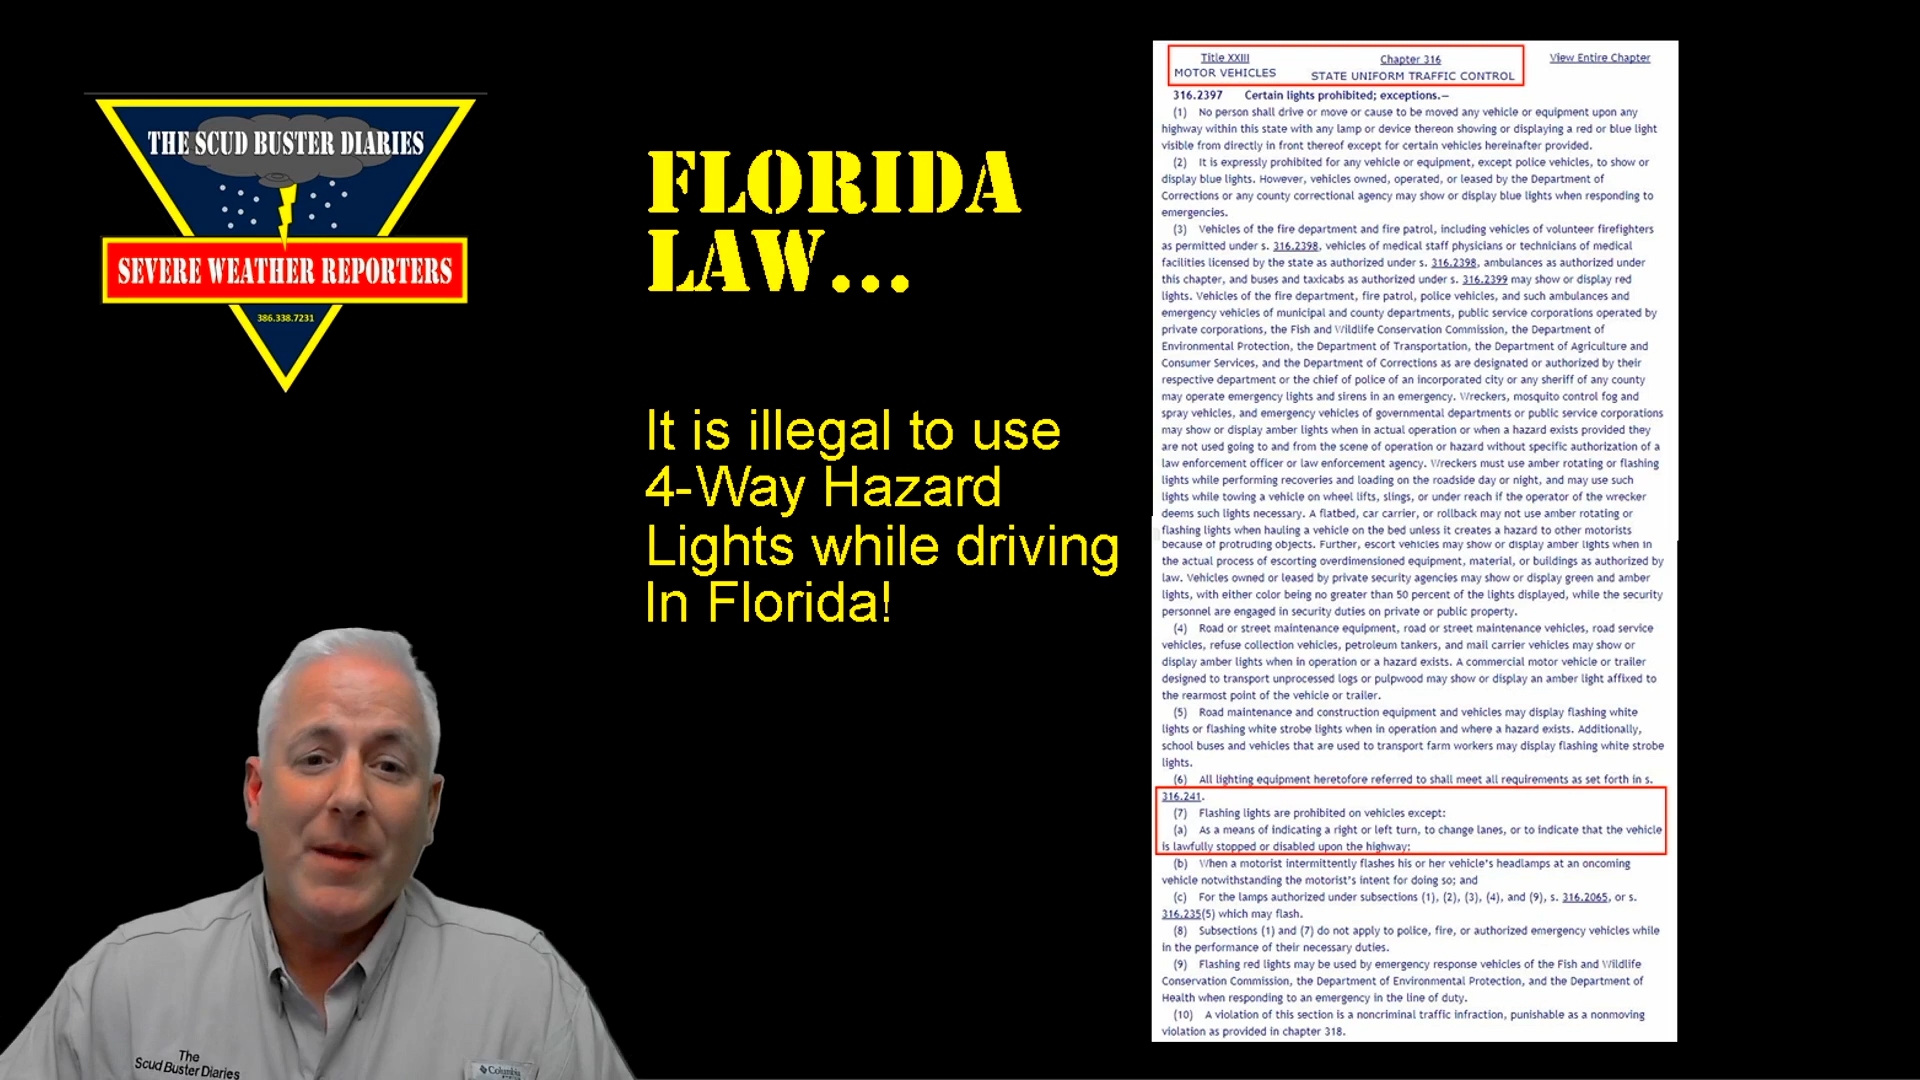 THE SCUD BUSTER DIARIES
SEVERE WEATHER REPORTERS
386.338.7231
FLORIDA
LAW...
It is illegal to use
4-Way Hazard
Lights while driving
In Florida!
The
Scud Buster Diaries
Columbia
Title XXIII
MOTOR VEHICLES
Chapter 316
STATE UNIFORM TRAFFIC CONTROL
View Entire Chapter
316.2397 Certain lights prohibited; exceptions.—
(1) No person shall drive or move or cause to be moved any vehicle or equipment upon any
highway within this state with any lamp or device thereon showing or displaying a red or blue light
visible from directly in front thereof except for certain vehicles hereinafter provided.
(2) It is expressly prohibited for any vehicle or equipment, except police vehicles, to show or
display blue lights. However, vehicles owned, operated, or leased by the Department of
Corrections or any county correctional agency may show or display blue lights when responding to
emergencies.
(3) Vehicles of the fire department and fire patrol, including vehicles of volunteer firefighters
as permitted under s. 316.2398, vehicles of medical staff physicians or technicians of medical
facilities licensed by the state as authorized under s. 316.2398, ambulances as authorized under
this chapter, and buses and taxicabs as authorized under s. 316.2399 may show or display red
lights. Vehicles of the fire department, fire patrol, police vehicles, and such ambulances and
emergency vehicles of municipal and county departments, public service corporations operated by
private corporations, the Fish and Wildlife Conservation Commission, the Department of
Environmental Protection, the Department of Transportation, the Department of Agriculture and
Consumer Services, and the Department of Corrections as are designated or authorized by their
respective department or the chief of police of an incorporated city or any sheriff of any county
may operate emergency lights and sirens in an emergency. Wreckers, mosquito control fog and
spray vehicles, and emergency vehicles of governmental departments or public service corporations
may show or display amber lights when in actual operation or when a hazard exists provided they
are not used going to and from the scene of operation or hazard without specific authorization of a
law enforcement officer or law enforcement agency. Wreckers must use amber rotating or flashing
lights while performing recoveries and loading on the roadside day or night, and may use such
lights while towing a vehicle on wheel lifts, slings, or under reach if the operator of the wrecker
deems such lights necessary. A flatbed, car carrier, or rollback may not use amber rotating or
flashing lights when hauling a vehicle on the bed unless it creates a hazard to other motorists
because of protruding objects. Further, escort vehicles may show or display amber lights when in
the actual process of escorting overdimensioned equipment, material, or buildings as authorized by
law. Vehicles owned or leased by private security agencies may show or display green and amber
lights, with either color being no greater than 50 percent of the lights displayed, while the security
personnel are engaged in security duties on private or public property.
(4) Road or street maintenance equipment, road or street maintenance vehicles, road service
vehicles, refuse collection vehicles, petroleum tankers, and mail carrier vehicles may show or
display amber lights when in operation or a hazard exists. A commercial motor vehicle or trailer
designed to transport unprocessed logs or pulpwood may show or display an amber light affixed to
the rearmost point of the vehicle or trailer.
(5) Road maintenance and construction equipment and vehicles may display flashing white
lights or flashing white strobe lights when in operation and where a hazard exists. Additionally,
school buses and vehicles that are used to transport farm workers may display flashing white strobe
lights.
(6) All lighting equipment heretofore referred to shall meet all requirements as set forth in s.
316.241.
(7) Flashing lights are prohibited on vehicles except:
(a) As a means of indicating a right or left turn, to change lanes, or to indicate that the vehicle
is lawfully stopped or disabled upon the highway;
(b) When a motorist intermittently flashes his or her vehicle's headlamps at an oncoming
vehicle notwithstanding the motorist's intent for doing so; and
(c) For the lamps authorized under subsections (1), (2), (3), (4), and (9), s. 316.2065, or s.
316.235(5) which may flash.
(8) Subsections (1) and (7) do not apply to police, fire, or authorized emergency vehicles while
in the performance of their necessary duties.
(9) Flashing red lights may be used by emergency response vehicles of the Fish and Wildlife
Conservation Commission, the Department of Environmental Protection, and the Department of
Health when responding to an emergency in the line of duty.
(10) A violation of this section is a noncriminal traffic infraction, punishable as a nonmoving
violation as provided in chapter 318.